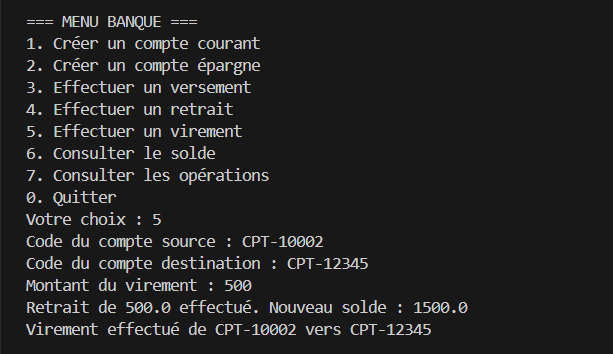 === MENU BANQUE ===
1. Créer un compte courant
2. Créer un compte épargne
3. Effectuer un versement
4. Effectuer un retrait
5. Effectuer un virement
6. Consulter le solde
7. Consulter les opérations
0. Quitter
Votre choix : 5
Code du compte source : CPT-10002
Code du compte destination : CPT-12345
Montant du virement : 500
Retrait de 500.0 effectué. Nouveau solde : 1500.0
Virement effectué de CPT-10002 vers CPT-12345